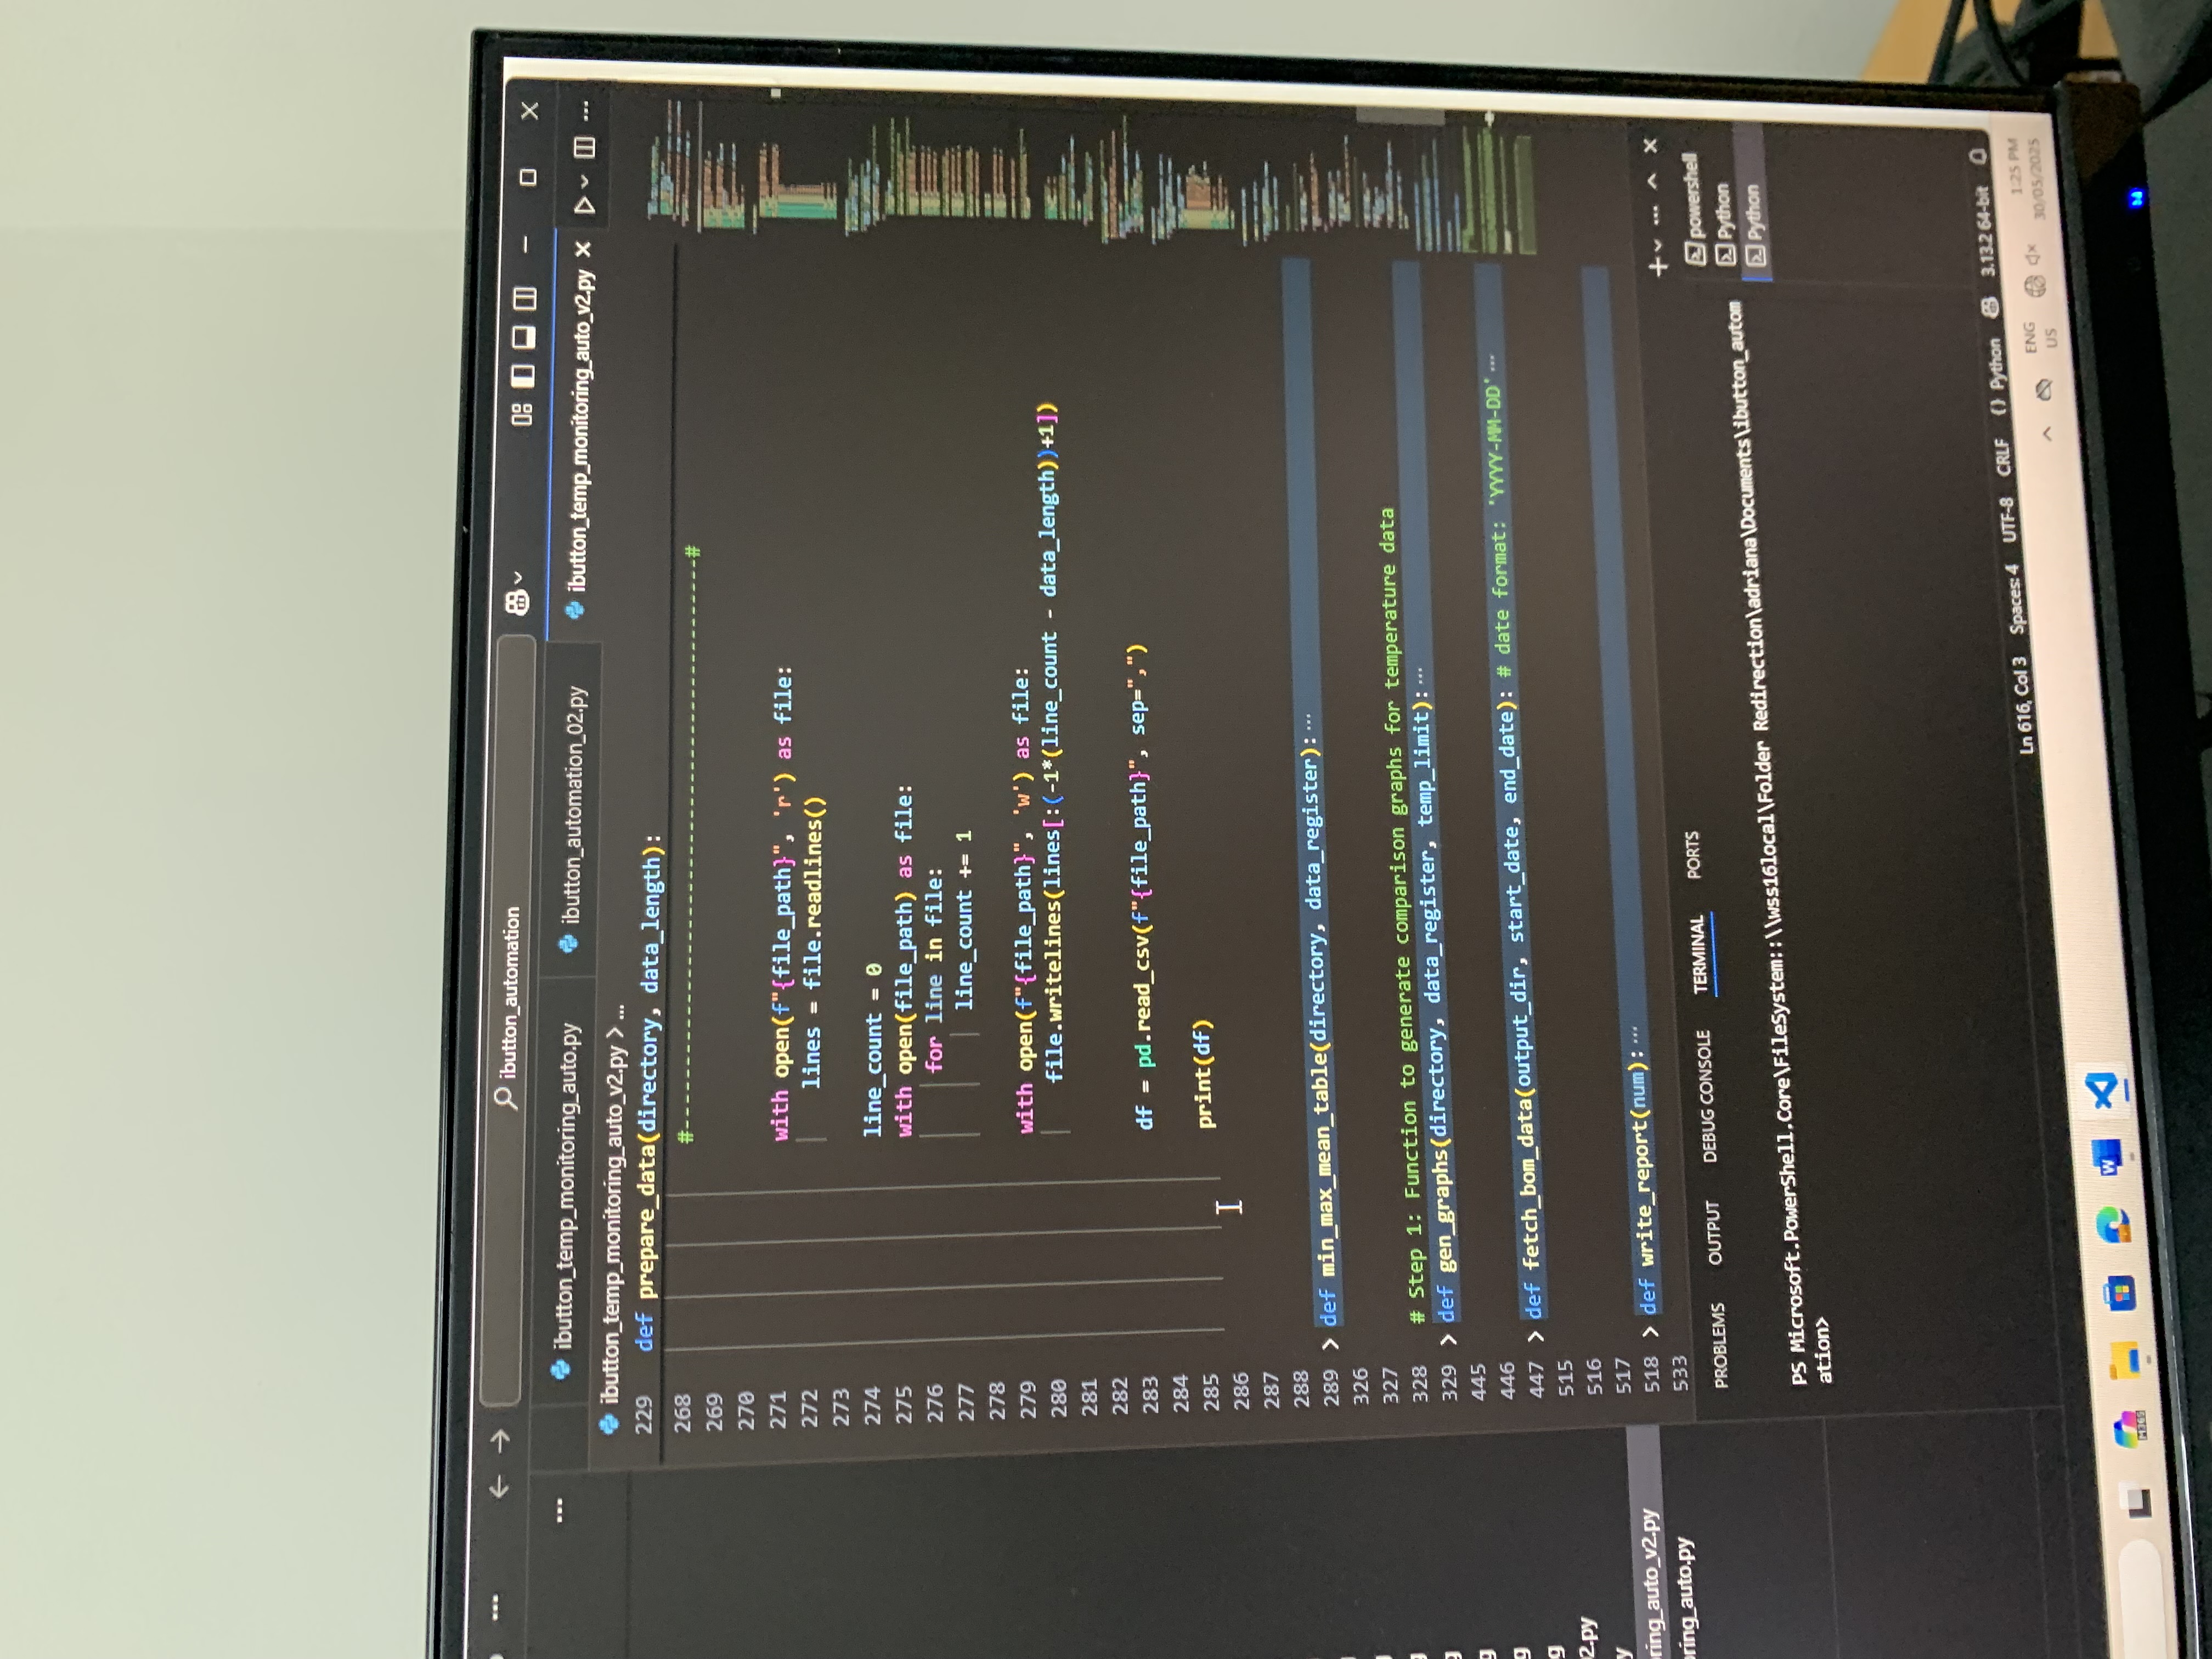 ibutton_automation
ibutton_temp_monitoring_auto.py
ibutton_automation_02.py
ibutton_temp_monitoring_auto_v2.py
ibutton_temp_monitoring_auto_v2.py > ...
229 def prepare_data(directory, data_length):
268 #----------------------------------------------#
269
270
271 with open(f"{file_path}", 'r') as file:
272 lines = file.readlines()
273
274 line_count = 0
275 with open(file_path) as file:
276 for line in file:
277 line_count += 1
278
279 with open(f"{file_path}", 'w') as file:
280 file.writelines(lines[:(-1*(line_count - data_length))+1])
281
282
283 df = pd.read_csv(f"{file_path}", sep=",")
284
285 print(df)
286
287
288
289 > def min_max_mean_table(directory, data_register): ...
326
327
328 # Step 1: Function to generate comparison graphs for temperature data
329 > def gen_graphs(directory, data_register, temp_limit): ...
445
446
447 > def fetch_bom_data(output_dir, start_date, end_date): # date format: 'YYYY-MM-DD' ...
515
516
517
518 > def write_report(num): ...
533
g
g
g
g
g
2.py
y
ring_auto_v2.py
ring_auto.py
PROBLEMS OUTPUT DEBUG CONSOLE TERMINAL PORTS
powershell
Python
Python
PS Microsoft.PowerShell.Core\FileSystem::\\wss16local\Folder Redirection\adriana\Documents\ibutton_autom
ation>
Ln 616, Col 3 Spaces: 4 UTF-8 CRLF {} Python 3.13.2 64-bit
ENG
US
1:25 PM
30/05/2025
M365